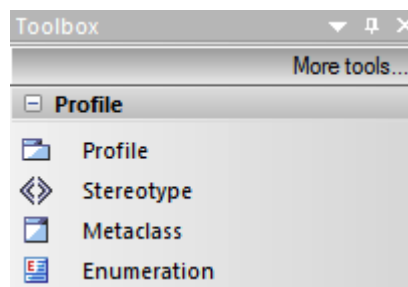 Toolbox
More tools...
Profile
Profile
Stereotype
Metaclass
Enumeration